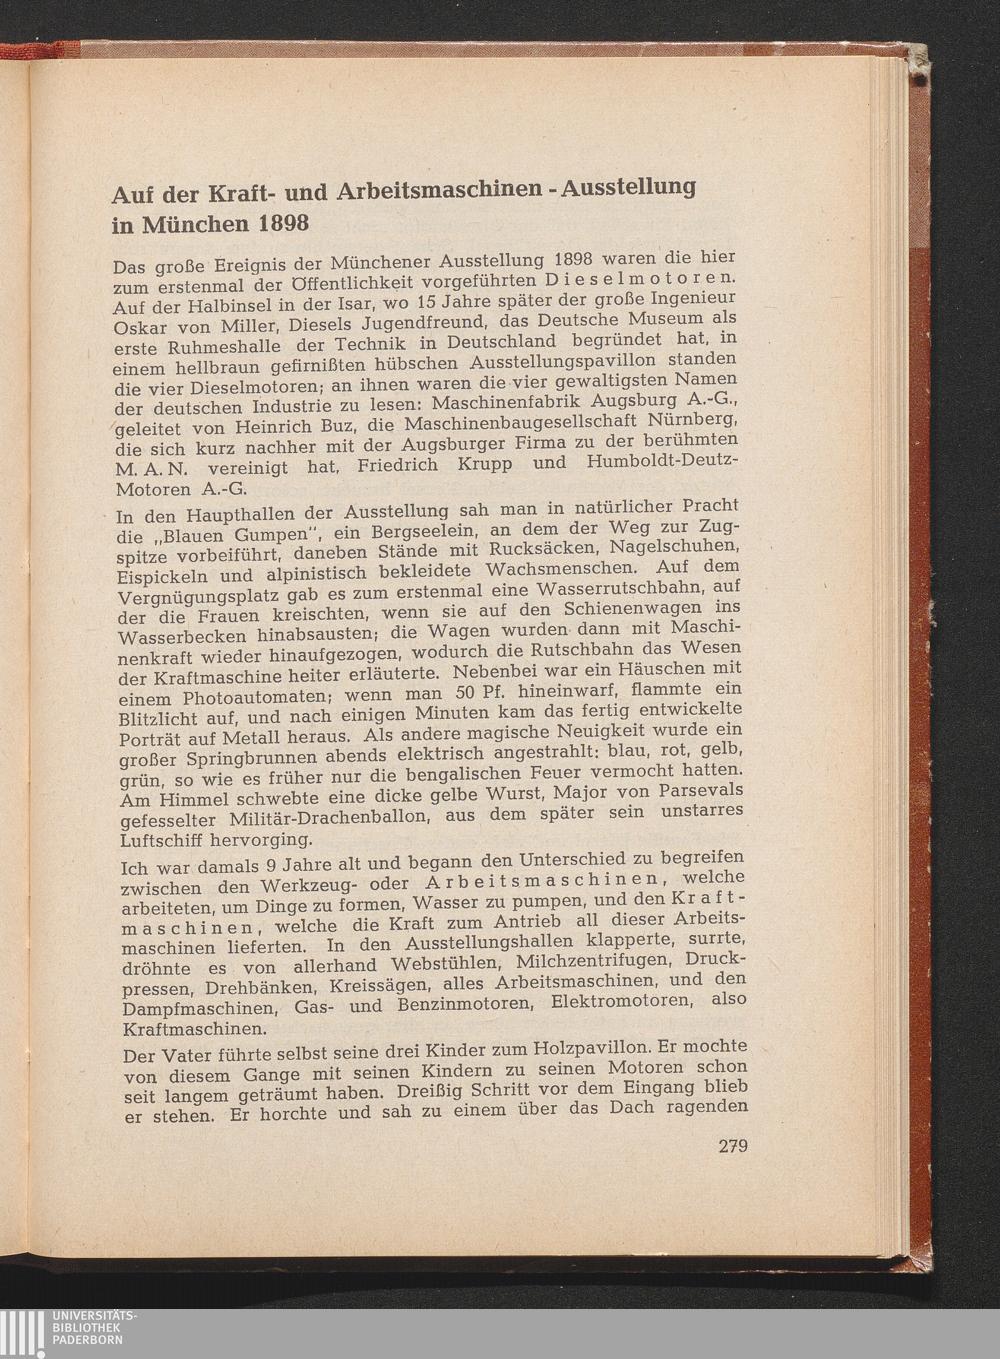 Auf der Kraft- und Arbeitsmaschinen - Ausstellung
in München 1898
Das große Ereignis der Münchener Ausstellung 1898 waren die hier
zum erstenmal der Öffentlichkeit vorgeführten Dieselmotoren.
Auf der Halbinsel in der Isar, wo 15 Jahre später der große Ingenieur
Oskar von Miller, Diesels Jugendfreund, das Deutsche Museum als
erste Ruhmeshalle der Technik in Deutschland begründet hat, in
einem hellbraun gefirnißten hübschen Ausstellungspavillon standen
die vier Dieselmotoren; an ihnen waren die vier gewaltigsten Namen
der deutschen Industrie zu lesen: Maschinenfabrik Augsburg A.-G.,
geleitet von Heinrich Buz, die Maschinenbaugesellschaft Nürnberg,
die sich kurz nachher mit der Augsburger Firma zu der berühmten
M. A. N. vereinigt hat, Friedrich Krupp und Humboldt-Deutz-
Motoren A.-G.
In den Haupthallen der Ausstellung sah man in natürlicher Pracht
die „Blauen Gumpen“, ein Bergseelein, an dem der Weg zur Zug-
spitze vorbeiführt, daneben Stände mit Rucksäcken, Nagelschuhen,
Eispickeln und alpinistisch bekleidete Wachsmenschen. Auf dem
Vergnügungsplatz gab es zum erstenmal eine Wasserrutschbahn, auf
der die Frauen kreischten, wenn sie auf den Schienenwagen ins
Wasserbecken hinabsausten; die Wagen wurden dann mit Maschi-
nenkraft wieder hinaufgezogen, wodurch die Rutschbahn das Wesen
der Kraftmaschine heiter erläuterte. Nebenbei war ein Häuschen mit
einem Photoautomaten; wenn man 50 Pf. hineinwarf, flammte ein
Blitzlicht auf, und nach einigen Minuten kam das fertig entwickelte
Porträt auf Metall heraus. Als andere magische Neuigkeit wurde ein
großer Springbrunnen abends elektrisch angestrahlt: blau, rot, gelb,
grün, so wie es früher nur die bengalischen Feuer vermocht hatten.
Am Himmel schwebte eine dicke gelbe Wurst, Major von Parsevals
gefesselter Militär-Drachenballon, aus dem später sein unstarres
Luftschiff hervorging.
Ich war damals 9 Jahre alt und begann den Unterschied zu begreifen
zwischen den Werkzeug- oder Arbeitsmaschinen, welche
arbeiteten, um Dinge zu formen, Wasser zu pumpen, und den Kraft-
maschinen, welche die Kraft zum Antrieb all dieser Arbeits-
maschinen lieferten. In den Ausstellungshallen klapperte, surrte,
dröhnte es von allerhand Webstühlen, Milchzentrifugen, Druck-
pressen, Drehbänken, Kreissägen, alles Arbeitsmaschinen, und den
Dampfmaschinen, Gas- und Benzinmotoren, Elektromotoren, also
Kraftmaschinen.
Der Vater führte selbst seine drei Kinder zum Holzpavillon. Er mochte
von diesem Gange mit seinen Kindern zu seinen Motoren schon
seit langem geträumt haben. Dreißig Schritt vor dem Eingang blieb
er stehen. Er horchte und sah zu einem über das Dach ragenden
279
UNIVERSITÄTS-
BIBLIOTHEK
PADERBORN